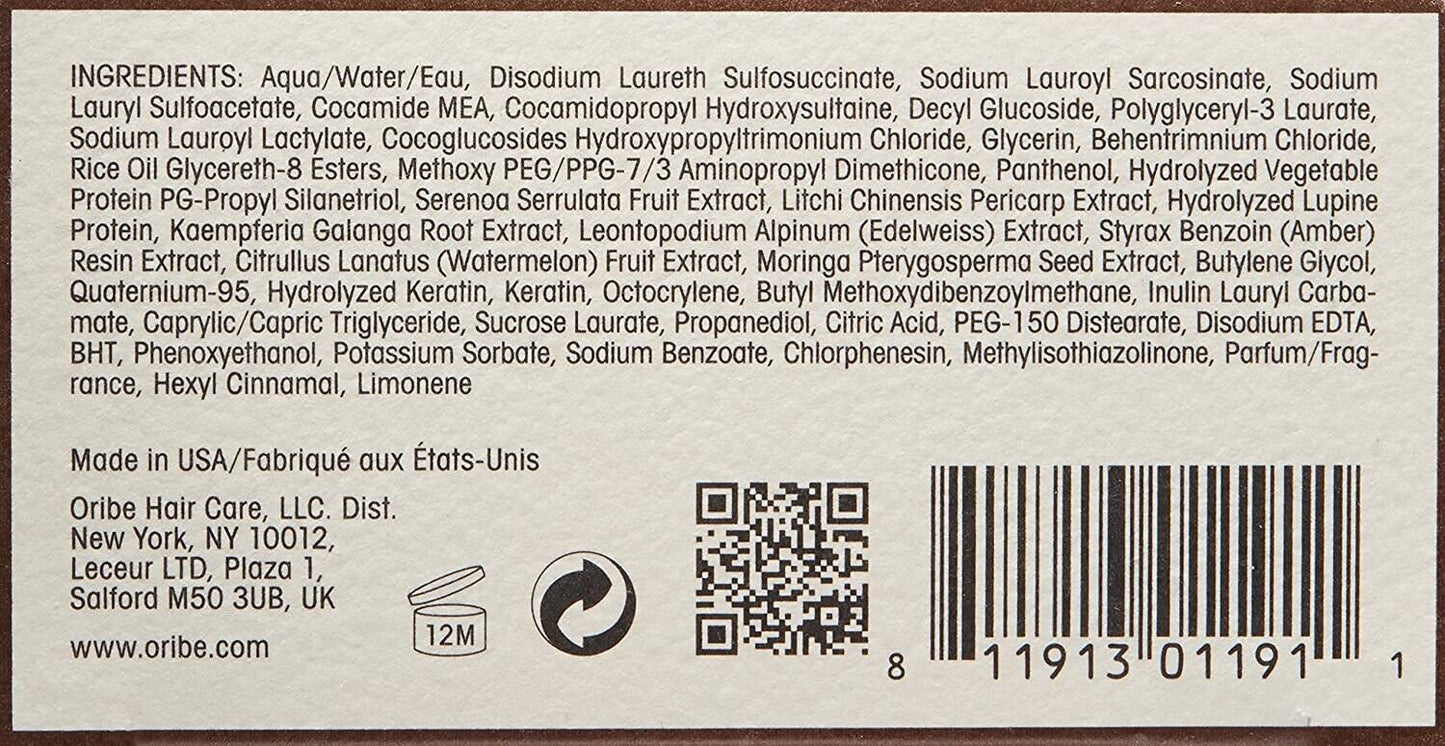 INGREDIENTS: Aqua/Water/Eau, Disodium Laureth Sulfosuccinate, Sodium Lauroyl Sarcosinate, Sodium
Lauryl Sulfoacetate, Cocamide MEA, Cocamidopropyl Hydroxysultaine, Decyl Glucoside, Polyglyceryl-3 Laurate,
Sodium Lauroyl Lactylate, Cocoglucosides Hydroxypropyltrimonium Chloride, Glycerin, Behentrimnium Chloride,
Rice Oil Glycereth-8 Esters, Methoxy PEG/PPG-7/3 Aminopropyl Dimethicone, Panthenol, Hydrolyzed Vegetable
Protein PG-Propyl Silanetriol, Serenoa Serrulata Fruit Extract, Litchi Chinensis Pericarp Extract, Hydrolyzed Lupine
Protein, Kaempferia Galanga Root Extract, Leontopodium Alpinum (Edelweiss) Extract, Styrax Benzoin (Amber)
Resin Extract, Citrullus Lanatus (Watermelon) Fruit Extract, Moringa Pterygosperma Seed Extract, Butylene Glycol,
Quaternium-95, Hydrolyzed Keratin, Keratin, Octocrylene, Butyl Methoxydibenzoylmethane, Inulin Lauryl Carba-
mate, Caprylic/Capric Triglyceride, Sucrose Laurate, Propanediol, Citric Acid, PEG-150 Distearate, Disodium EDTA,
BHT, Phenoxyethanol, Potassium Sorbate, Sodium Benzoate, Chlorphenesin, Methylisothiazolinone, Parfum/Frag-
rance, Hexyl Cinnamal, Limonene
Made in USA/Fabriqué aux États-Unis
Oribe Hair Care, LLC. Dist.
New York, NY 10012,
Leceur LTD, Plaza 1,
Salford M50 3UB, UK
www.oribe.com
12M
8 11913 01191 1